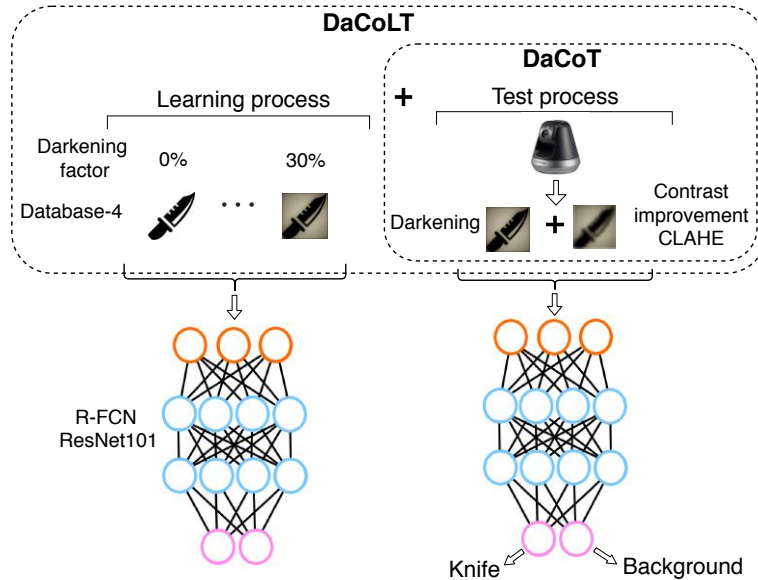 DaCoLT
DaCoT
Learning process
+
Test process
Darkening
factor
0%
30%
Database-4
...
Darkening
+
Contrast
improvement
CLAHE
R-FCN
ResNet101
Knife
Background